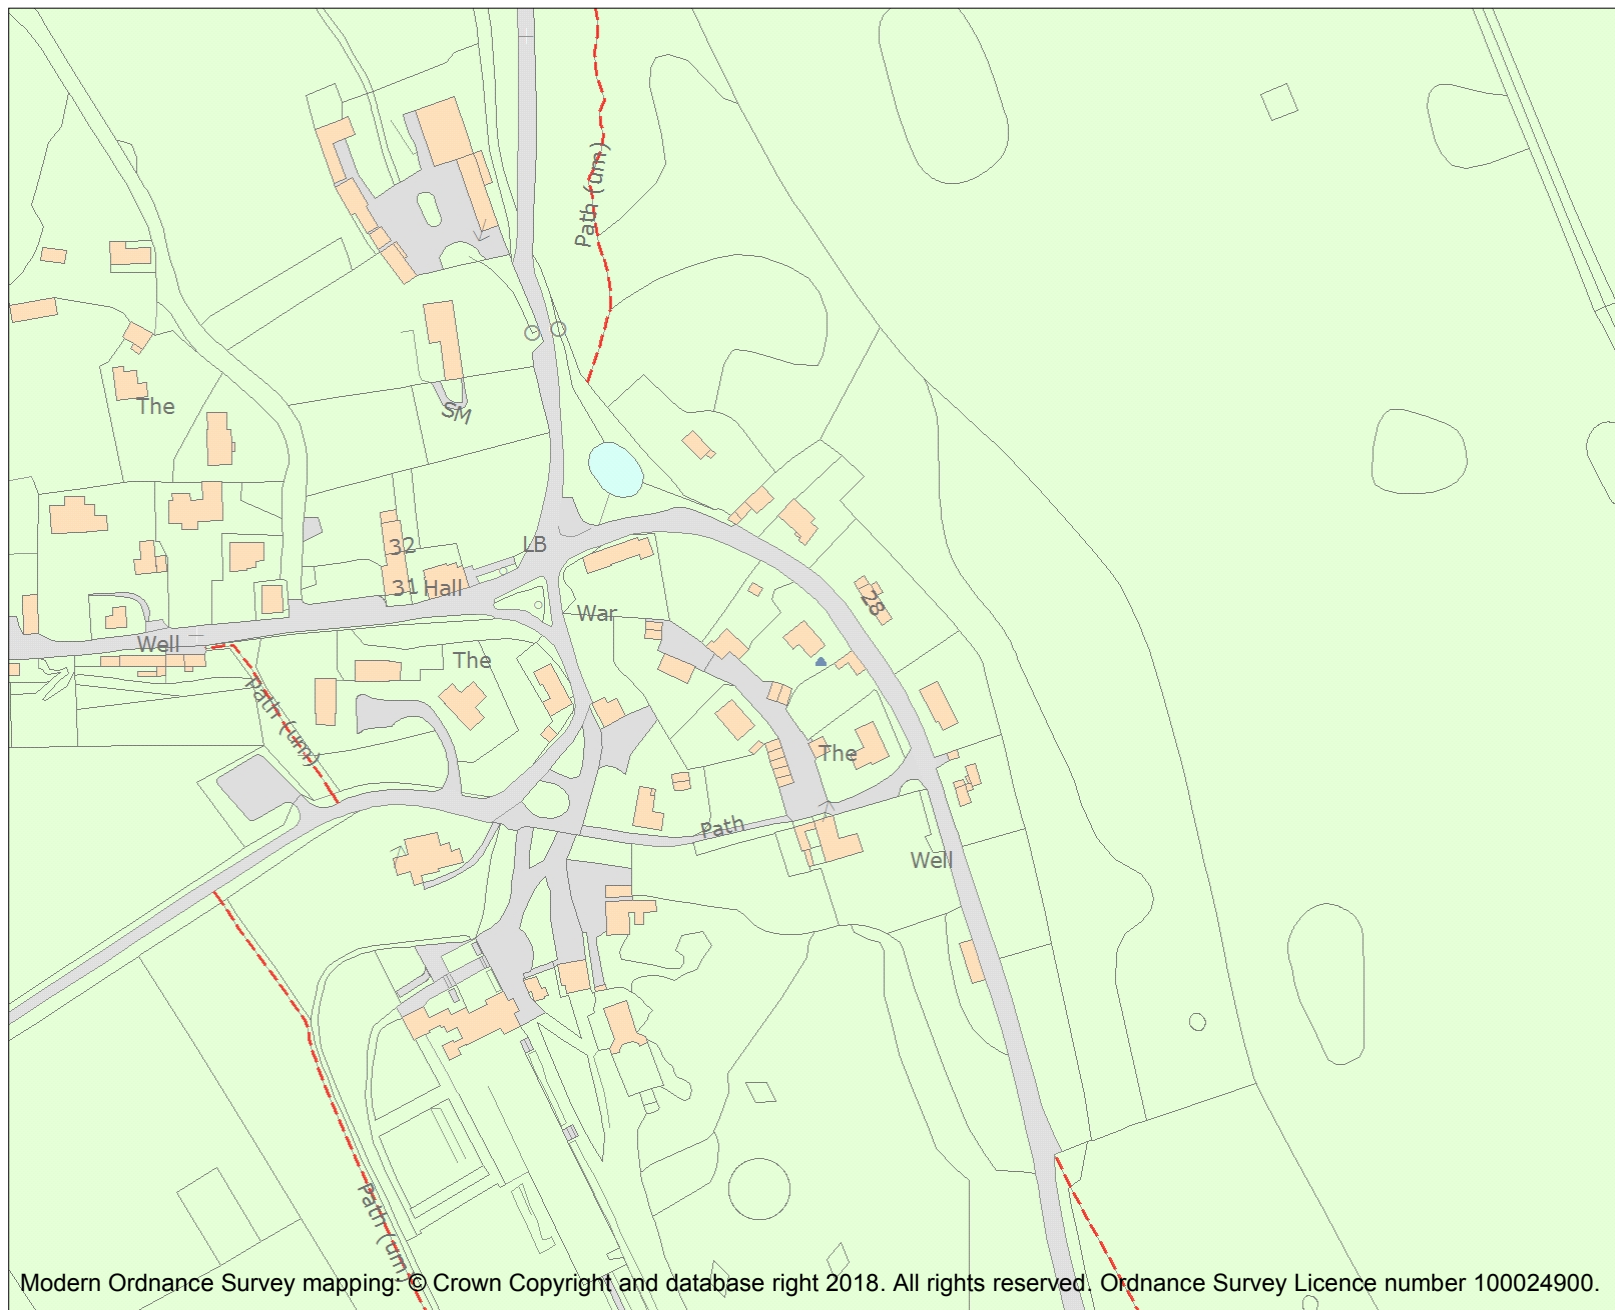 Path (um)
The
SM
32
LB
31 Hall
War
28
Well
The
Path (um)
The
Path
Well
Path (um)
Modern Ordnance Survey mapping: © Crown Copyright and database right 2018. All rights reserved. Ordnance Survey Licence number 100024900.